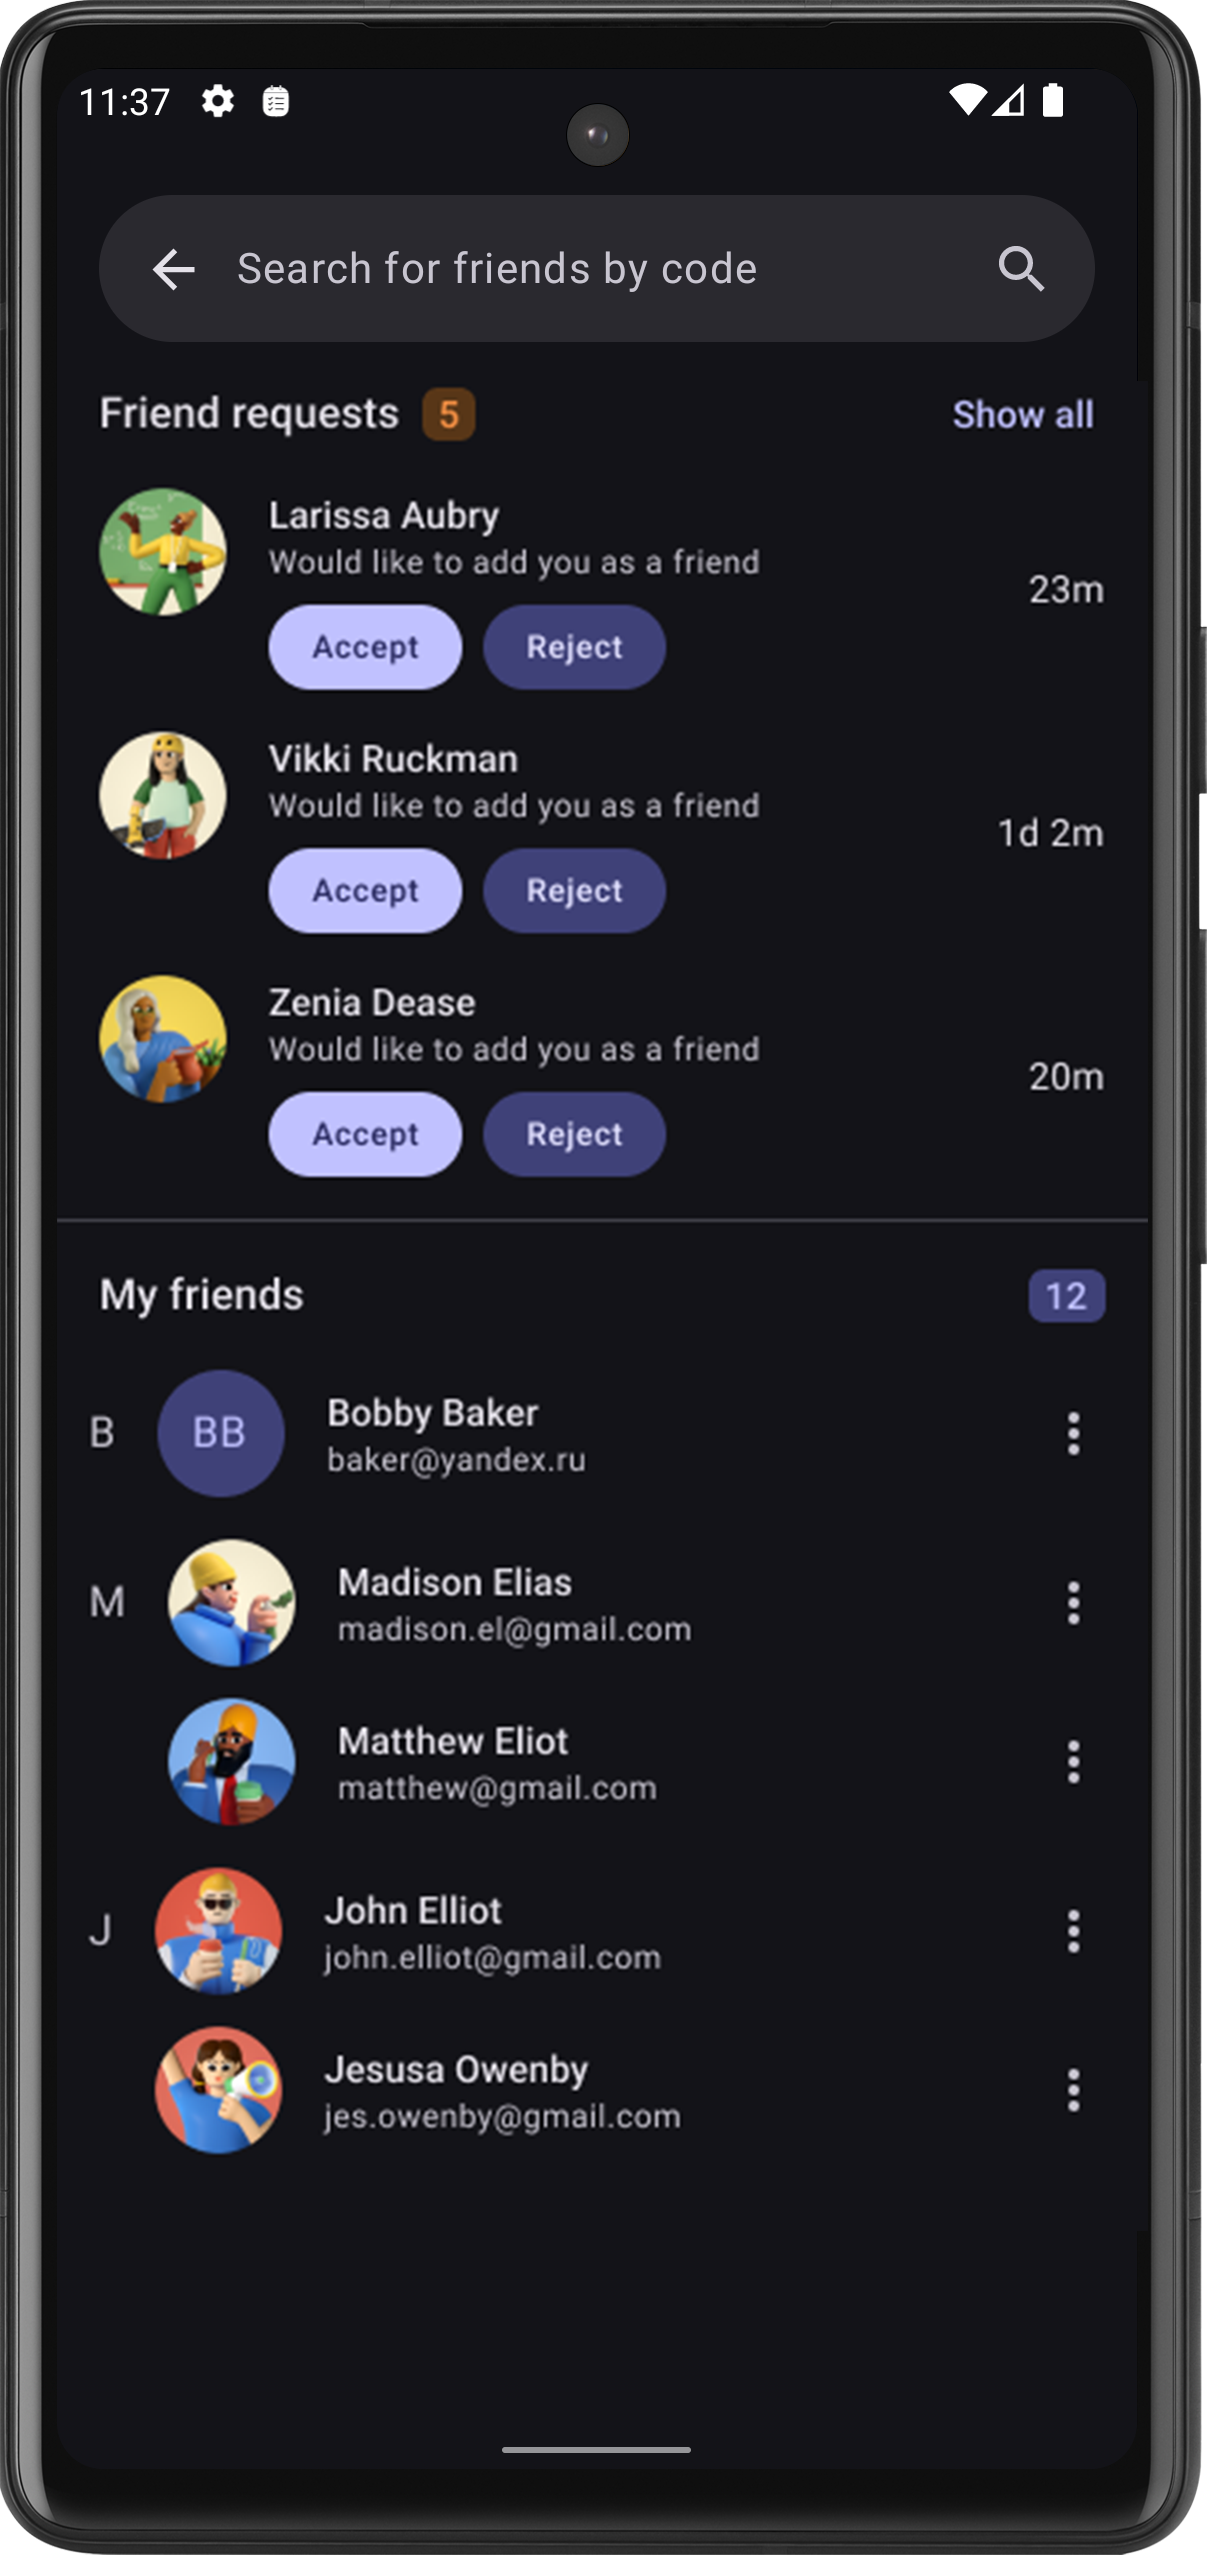 11:37
Search for friends by code
Friend requests 5 Show all
Larissa Aubry
Would like to add you as a friend
23m
Accept Reject
Vikki Ruckman
Would like to add you as a friend
1d 2m
Accept Reject
Zenia Dease
Would like to add you as a friend
20m
Accept Reject
My friends 12
B BB Bobby Baker
baker@yandex.ru
M Madison Elias
madison.el@gmail.com
Matthew Eliot
matthew@gmail.com
J John Elliot
john.elliot@gmail.com
Jesusa Owenby
jes.owenby@gmail.com